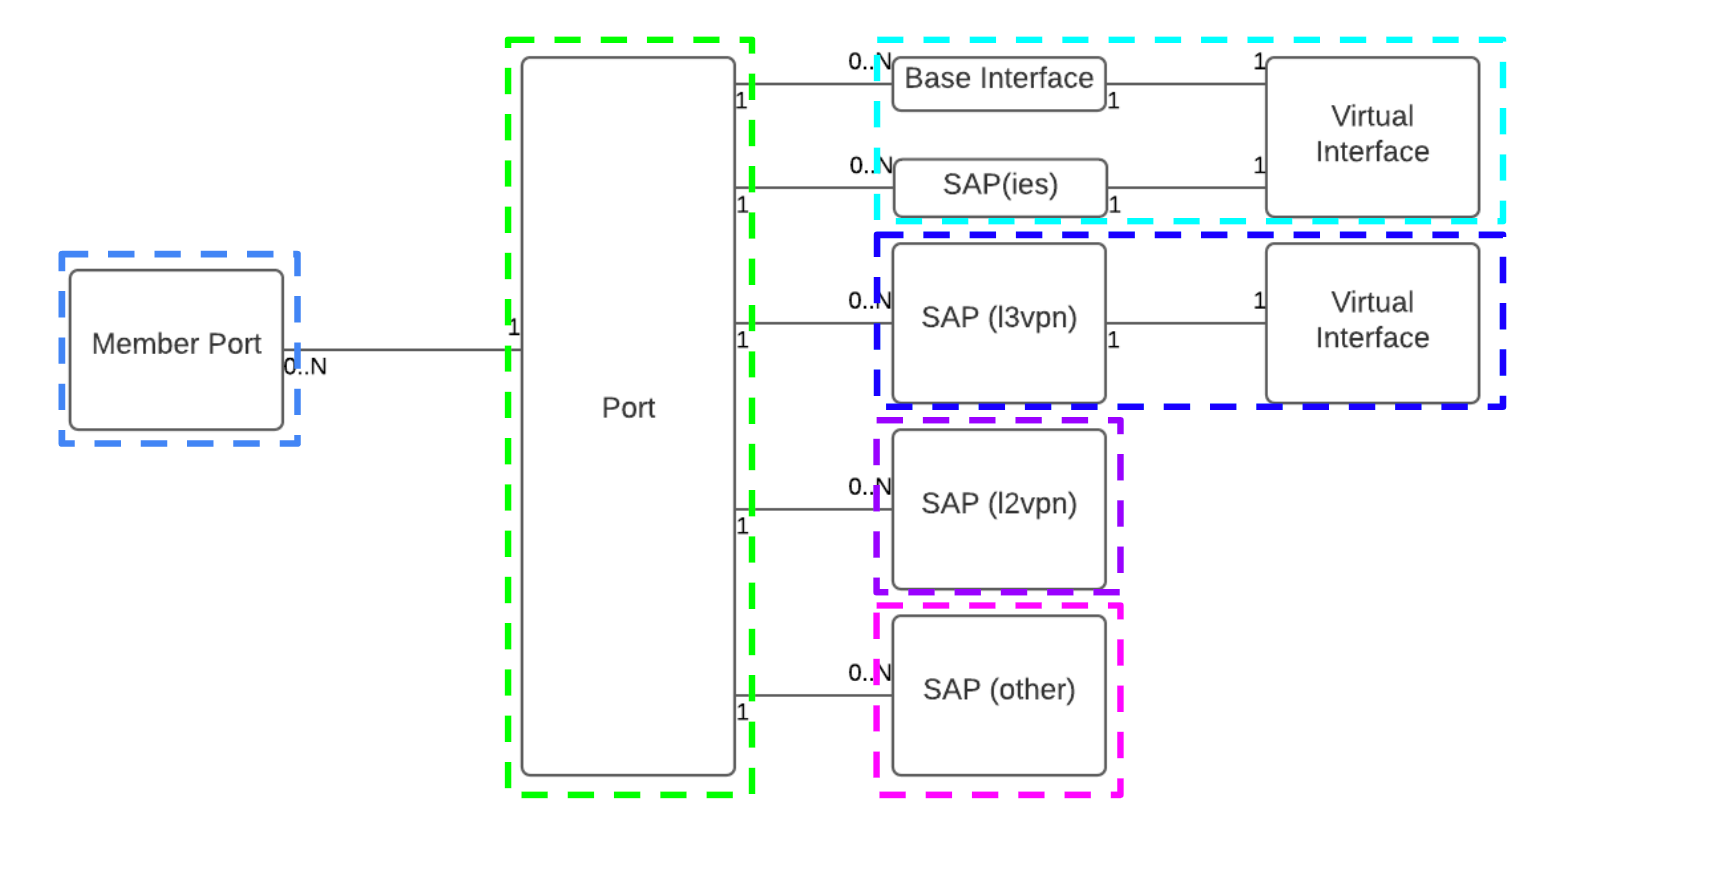 0..N
Base Interface
1
1
1
Virtual
Interface
0..N
SAP(ies)
1
1
1
Member Port
0..N
1
Port
0..N
SAP (l3vpn)
1
1
1
Virtual
Interface
0..N
SAP (l2vpn)
1
0..N
SAP (other)
1